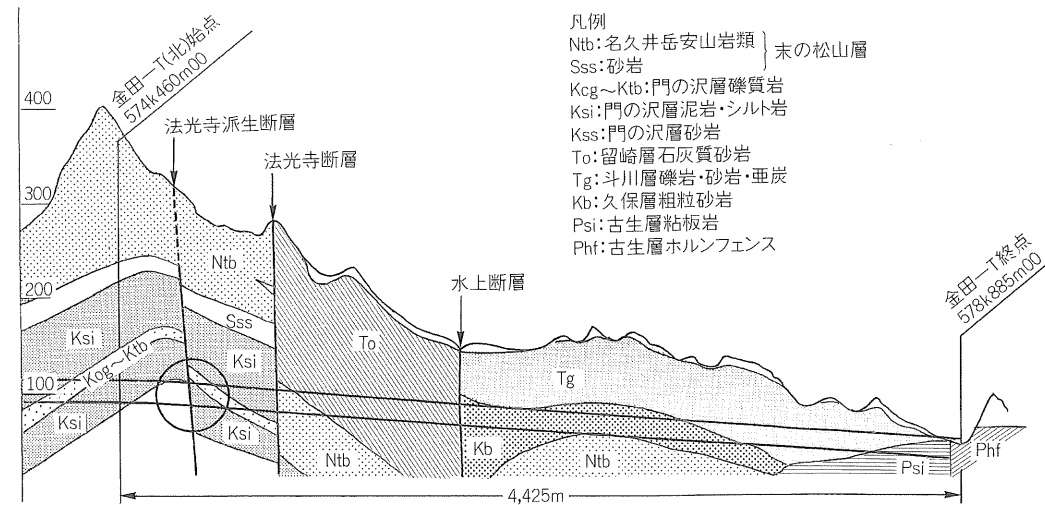 凡例
Ntb:名久井岳安山岩類
Sss:砂岩
末の松山層
Kcg～Ktb:門の沢層礫質岩
Ksi:門の沢層泥岩・シルト岩
Kss:門の沢層砂岩
To:留崎層石灰質砂岩
Tg:斗川層礫岩・砂岩・亜炭
Kb:久保層粗粒砂岩
Psi:古生層粘板岩
Phf:古生層ホルンフェンス
金田一T(北)始点
574k460m00
法光寺派生断層
法光寺断層
水上断層
金田一T終点
578k885m00
400
300
200
100
Ntb
Sss
Ksi
Ksi
Kcg～Ktb
Ksi
Ksi
Ntb
To
Tg
Kb
Ntb
Psi
Phf
4,425m